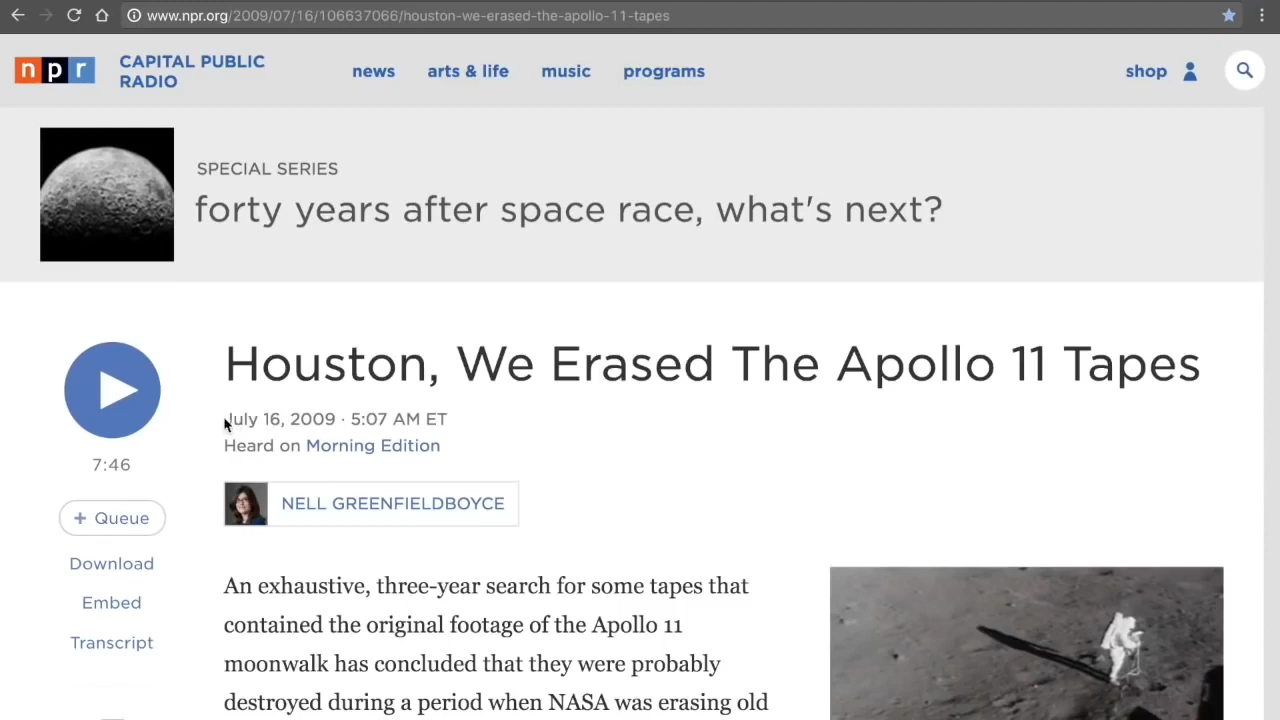 www.npr.org/2009/07/16/106637066/houston-we-erased-the-apollo-11-tapes
npr
CAPITAL PUBLIC
RADIO
news
arts & life
music
programs
shop
SPECIAL SERIES
forty years after space race, what's next?
Houston, We Erased The Apollo 11 Tapes
July 16, 2009 · 5:07 AM ET
Heard on Morning Edition
7:46
NELL GREENFIELDBOYCE
+ Queue
Download
Embed
Transcript
An exhaustive, three-year search for some tapes that
contained the original footage of the Apollo 11
moonwalk has concluded that they were probably
destroyed during a period when NASA was erasing old